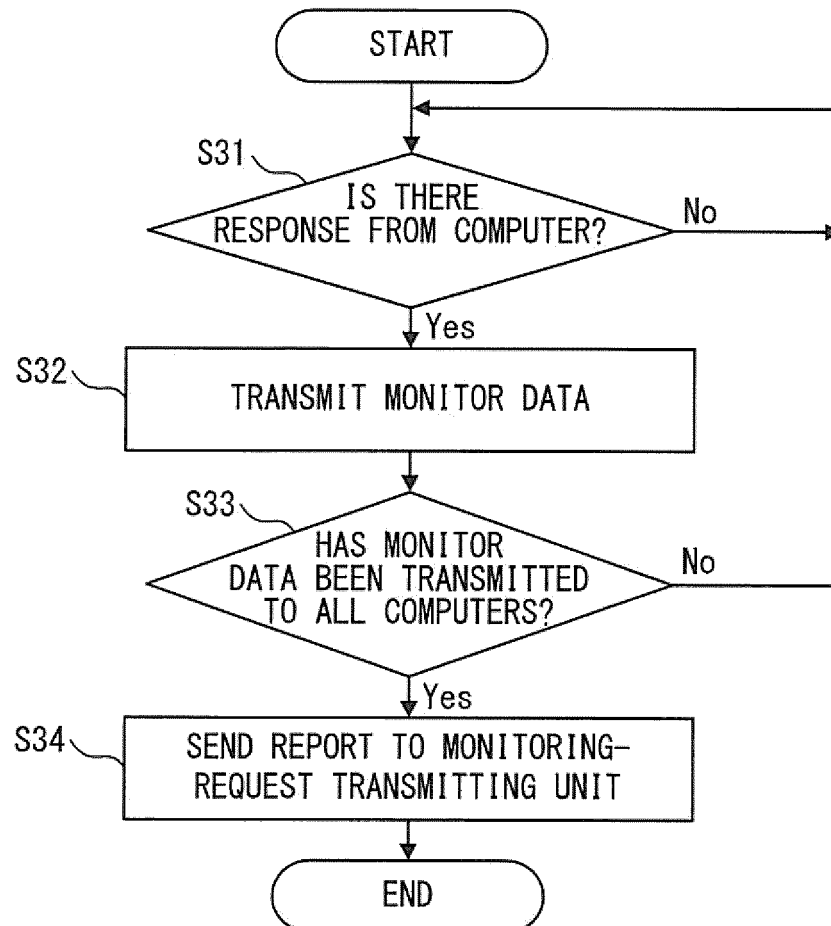 START
S31
IS THERE
RESPONSE FROM COMPUTER?
No
Yes
S32
TRANSMIT MONITOR DATA
S33
HAS MONITOR
DATA BEEN TRANSMITTED
TO ALL COMPUTERS?
No
Yes
S34
SEND REPORT TO MONITORING-
REQUEST TRANSMITTING UNIT
END